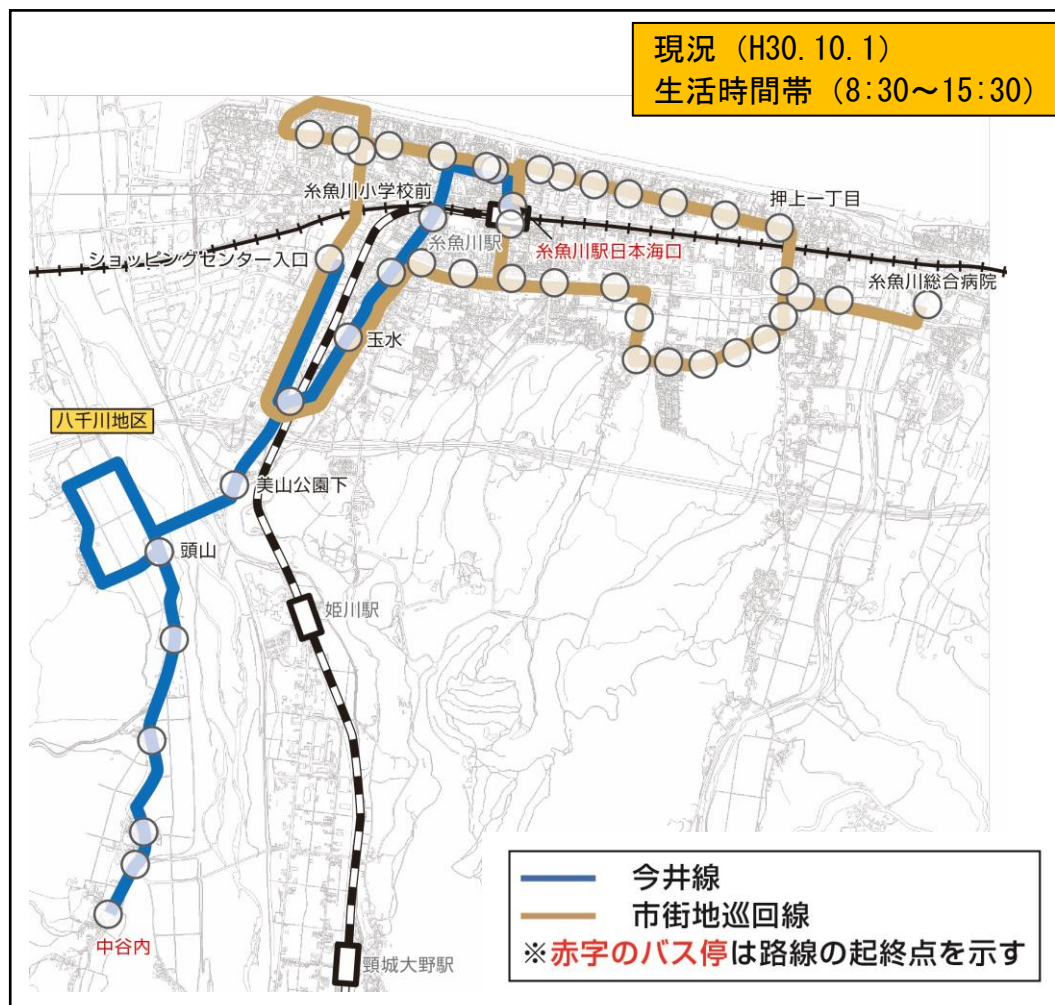 現況（H30.10.1）
生活時間帯（8:30～15:30）
糸魚川小学校前
押上一丁目
糸魚川駅
糸魚川駅日本海口
ショッピングセンター入口
糸魚川総合病院
玉水
八千川地区
美山公園下
頭山
姫川駅
中谷内
頸城大野駅
今井線
市街地巡回線
※赤字のバス停は路線の起終点を示す